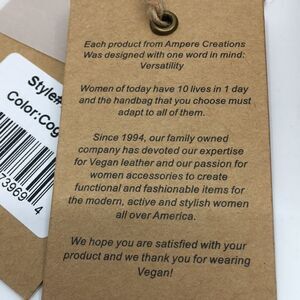 Each product from Ampere Creations
Was designed with one word in mind:
Versatility
Women of today have 10 lives in 1 day
and the handbag that you choose must
adapt to all of them.
Since 1994, our family owned
company has devoted our expertise
for Vegan leather and our passion for
women accessories to create
functional and fashionable items for
the modern, active and stylish women
all over America.
We hope you are satisfied with your
product and we thank you for wearing
Vegan!
Style#
Color:Cog
73969 4